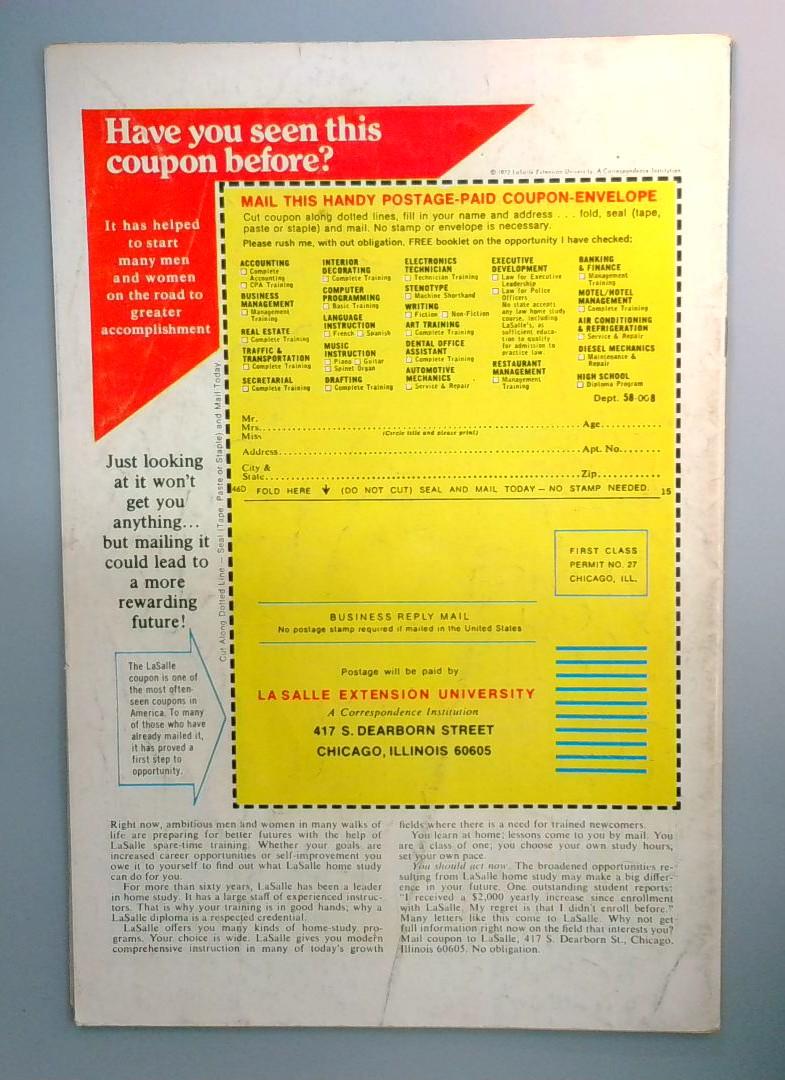 Have you seen this
coupon before?
© 1972 LaSalle Extension University, A Correspondence Institution
It has helped
to start
many men
and women
on the road to
greater
accomplishment
Just looking
at it won't
get you
anything...
but mailing it
could lead to
a more
rewarding
future!
The LaSalle
coupon is one of
the most often-
seen coupons in
America. To many
of those who have
already mailed it,
it has proved a
first step to
opportunity.
Cut Along Dotted Line — Seal (Tape, Paste or Staple) and Mail Today
MAIL THIS HANDY POSTAGE-PAID COUPON-ENVELOPE
Cut coupon along dotted lines, fill in your name and address . . . fold, seal (tape,
paste or staple) and mail. No stamp or envelope is necessary.
Please rush me, with out obligation, FREE booklet on the opportunity I have checked:
ACCOUNTING
Complete
Accounting
CPA Training
BUSINESS
MANAGEMENT
Management
Training
REAL ESTATE
Complete Training
TRAFFIC &
TRANSPORTATION
Complete Training
SECRETARIAL
Complete Training
INTERIOR
DECORATING
Complete Training
COMPUTER
PROGRAMMING
Basic Training
LANGUAGE
INSTRUCTION
French Spanish
MUSIC
INSTRUCTION
Piano Guitar
Spinet Organ
DRAFTING
Complete Training
ELECTRONICS
TECHNICIAN
Technician Training
STENOTYPE
Machine Shorthand
WRITING
Fiction Non-Fiction
ART TRAINING
Complete Training
DENTAL OFFICE
ASSISTANT
Complete Training
AUTOMOTIVE
MECHANICS
Service & Repair
EXECUTIVE
DEVELOPMENT
Law for Executive
Leadership
Law for Police
Officers
No state accepts
any law home study
course, including
LaSalle's, as
sufficient educa-
tion to qualify
for admission to
practice law.
RESTAURANT
MANAGEMENT
Management
Training
BANKING
& FINANCE
Management
Training
MOTEL/HOTEL
MANAGEMENT
Complete Training
AIR CONDITIONING
& REFRIGERATION
Service & Repair
DIESEL MECHANICS
Maintenance &
Repair
HIGH SCHOOL
Diploma Program
Dept. 58-068
Mr.
Mrs. Age
Miss (Circle title and please print)
Address Apt. No.
City &
State Zip
46D FOLD HERE (DO NOT CUT) SEAL AND MAIL TODAY — NO STAMP NEEDED. 15
FIRST CLASS
PERMIT NO. 27
CHICAGO, ILL.
BUSINESS REPLY MAIL
No postage stamp required if mailed in the United States
Postage will be paid by
LA SALLE EXTENSION UNIVERSITY
A Correspondence Institution
417 S. DEARBORN STREET
CHICAGO, ILLINOIS 60605
Right now, ambitious men and women in many walks of
life are preparing for better futures with the help of
LaSalle spare-time training. Whether your goals are
increased career opportunities or self-improvement you
owe it to yourself to find out what LaSalle home study
can do for you.
For more than sixty years, LaSalle has been a leader
in home study. It has a large staff of experienced instruc-
tors. That is why your training is in good hands; why a
LaSalle diploma is a respected credential.
LaSalle offers you many kinds of home-study pro-
grams. Your choice is wide. LaSalle gives you modern
comprehensive instruction in many of today's growth
fields where there is a need for trained newcomers.
You learn at home; lessons come to you by mail. You
are a class of one; you choose your own study hours,
set your own pace.
You should act now. The broadened opportunities re-
sulting from LaSalle home study may make a big differ-
ence in your future. One outstanding student reports:
"I received a $2,000 yearly increase since enrollment
with LaSalle. My regret is that I didn't enroll before."
Many letters like this come to LaSalle. Why not get
full information right now on the field that interests you?
Mail coupon to LaSalle, 417 S. Dearborn St., Chicago,
Illinois 60605. No obligation.